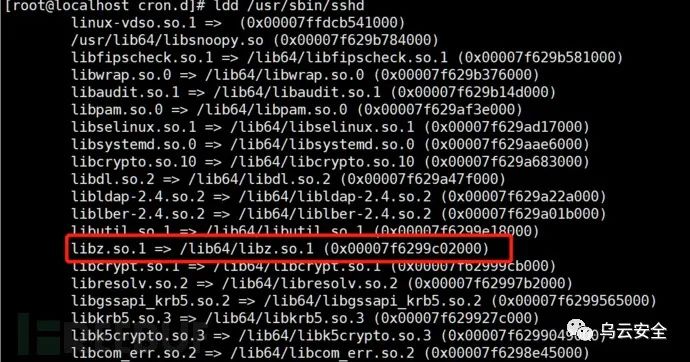 [root@localhost cron.d]# ldd /usr/sbin/sshd
linux-vdso.so.1 => (0x00007ffdcb541000)
/usr/lib64/libsnoopy.so (0x00007f629b784000)
libfipscheck.so.1 => /lib64/libfipscheck.so.1 (0x00007f629b581000)
libwrap.so.0 => /lib64/libwrap.so.0 (0x00007f629b376000)
libaudit.so.1 => /lib64/libaudit.so.1 (0x00007f629b14d000)
libpam.so.0 => /lib64/libpam.so.0 (0x00007f629af3e000)
libselinux.so.1 => /lib64/libselinux.so.1 (0x00007f629ad17000)
libsystemd.so.0 => /lib64/libsystemd.so.0 (0x00007f629aae6000)
libcrypto.so.10 => /lib64/libcrypto.so.10 (0x00007f629a683000)
libdl.so.2 => /lib64/libdl.so.2 (0x00007f629a47f000)
libldap-2.4.so.2 => /lib64/libldap-2.4.so.2 (0x00007f629a22a000)
liblber-2.4.so.2 => /lib64/liblber-2.4.so.2 (0x00007f629a01b000)
libutil.so.1 => /lib64/libutil.so.1 (0x00007f6299e18000)
libz.so.1 => /lib64/libz.so.1 (0x00007f6299c02000)
libcrypt.so.1 => /lib64/libcrypt.so.1 (0x00007f62999cb000)
libresolv.so.2 => /lib64/libresolv.so.2 (0x00007f62997b2000)
libgssapi_krb5.so.2 => /lib64/libgssapi_krb5.so.2 (0x00007f6299565000)
libkrb5.so.3 => /lib64/libkrb5.so.3 (0x00007f629927c000)
libk5crypto.so.3 => /lib64/libk5crypto.so.3 (0x00007f6299049000)
libcom_err.so.2 => /lib64/libcom_err.so.2 (0x00007f6298e45000)
乌云安全